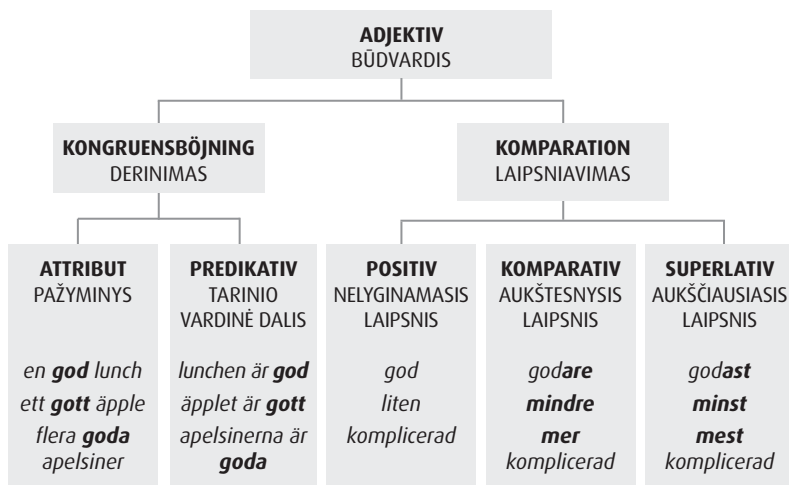 ADJEKTIV
BŪDVARDIS
KONGRUENSBÖJNING
DERINIMAS
KOMPARATION
LAIPSNIAVIMAS
ATTRIBUT
PAŽYMINYS
en god lunch
ett gott äpple
flera goda
apelsiner
PREDIKATIV
TARINIO
VARDINĖ DALIS
lunchen är god
äpplet är gott
apelsinerna är
goda
POSITIV
NELYGINAMASIS
LAIPSNIS
god
liten
komplicerad
KOMPARATIV
AUKŠTESNYSIS
LAIPSNIS
godare
mindre
mer
komplicerad
SUPERLATIV
AUKŠČIAUSIASIS
LAIPSNIS
godast
minst
mest
komplicerad